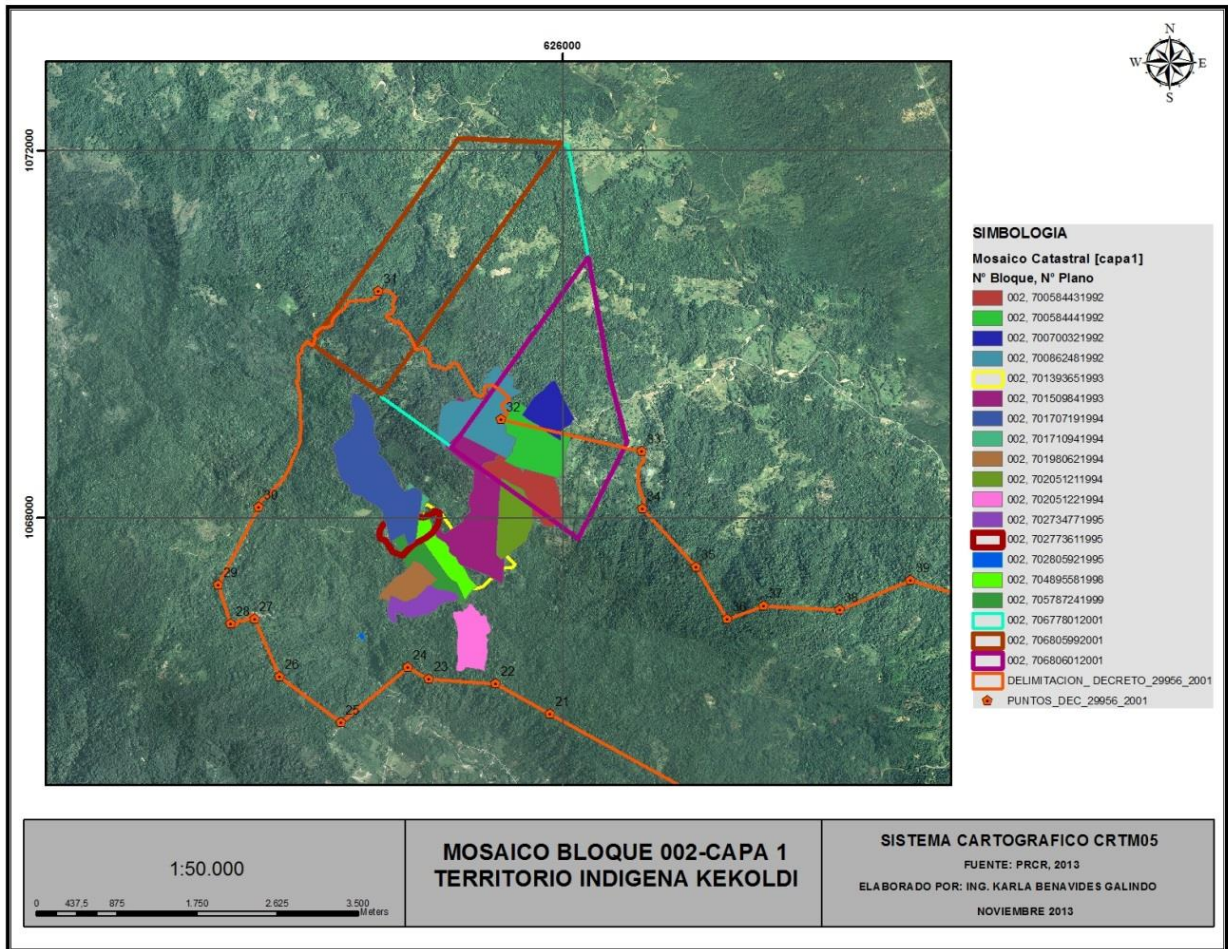 N
W E
S
626000
1072000
1068000
31
32
33
34
35
36
37
38
39
30
29
28
27
26
25
24
23
22
21
SIMBOLOGIA
Mosaico Catastral [capa1]
N° Bloque, N° Plano
002, 700584431992
002, 700584441992
002, 700700321992
002, 700862481992
002, 701393651993
002, 701509841993
002, 701707191994
002, 701710941994
002, 701980621994
002, 702051211994
002, 702051221994
002, 702734771995
002, 702773611995
002, 702805921995
002, 704895581998
002, 705787241999
002, 706778012001
002, 706805992001
002, 706806012001
DELIMITACION_ DECRETO_29956_2001
PUNTOS_DEC_29956_2001
1:50.000
0 437,5 875 1.750 2.625 3.500
Meters
MOSAICO BLOQUE 002-CAPA 1
TERRITORIO INDIGENA KEKOLDI
SISTEMA CARTOGRAFICO CRTM05
FUENTE: PRCR, 2013
ELABORADO POR: ING. KARLA BENAVIDES GALINDO
NOVIEMBRE 2013